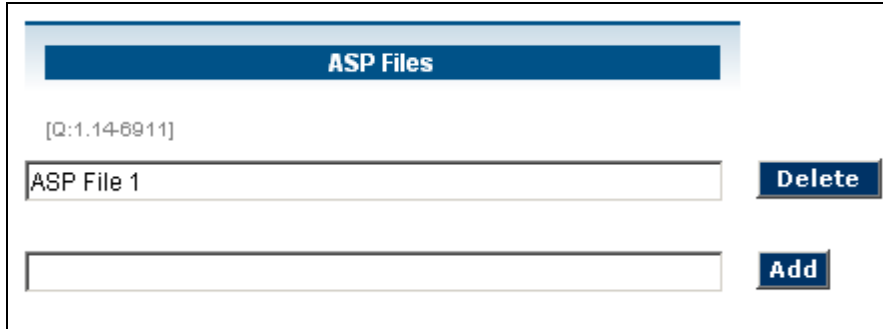 ASP Files
[Q:1.14-6911]
ASP File 1
Delete
Add